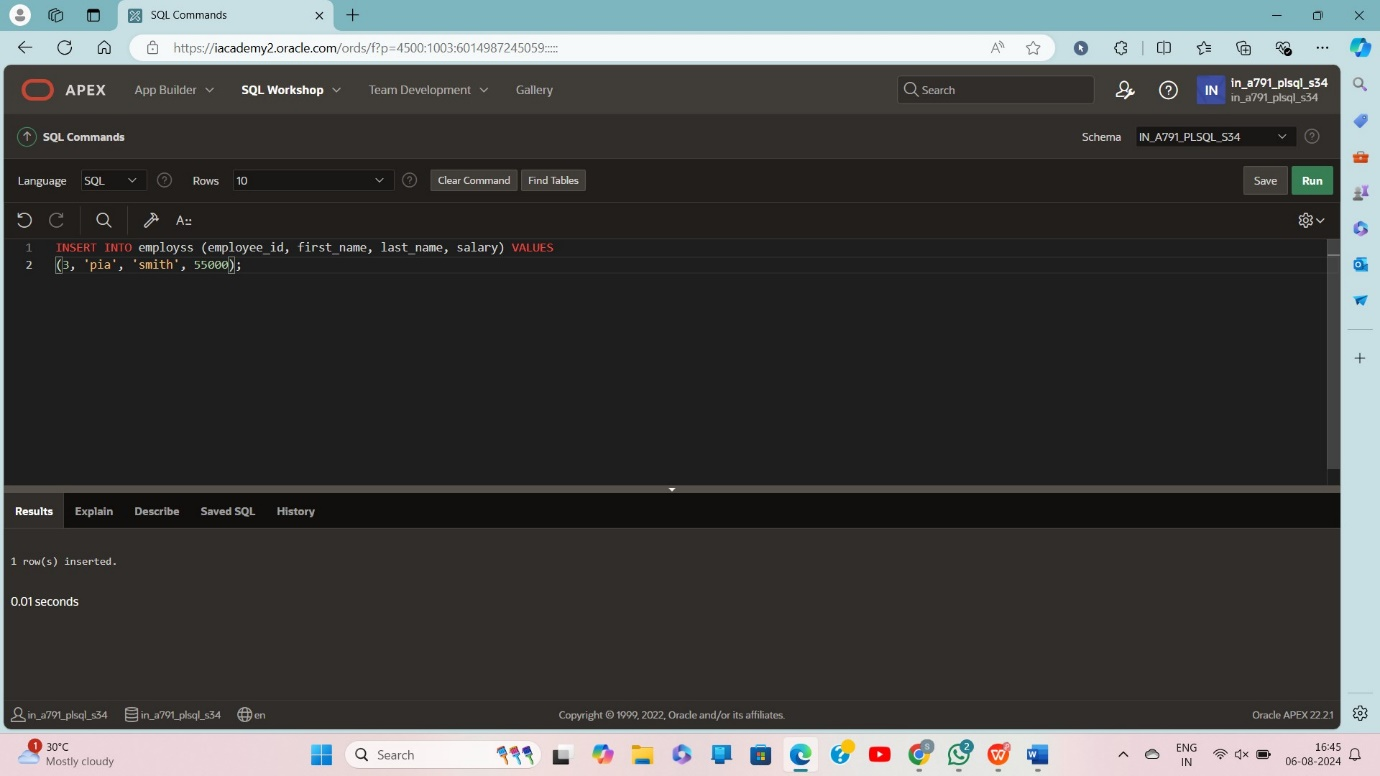 SQL Commands
https://iacademy2.oracle.com/ords/f?p=4500:1003:6014987245059:::::
APEX App Builder SQL Workshop Team Development Gallery Search IN in_a791_plsql_s34
in_a791_plsql_s34
SQL Commands Schema IN_A791_PLSQL_S34
Language SQL Rows 10 Clear Command Find Tables Save Run
A::
1 INSERT INTO employss (employee_id, first_name, last_name, salary) VALUES
2 (3, 'pia', 'smith', 55000);
Results Explain Describe Saved SQL History
1 row(s) inserted.
0.01 seconds
in_a791_plsql_s34 in_a791_plsql_s34 en Copyright © 1999, 2022, Oracle and/or its affiliates. Oracle APEX 22.2.1
1 30°C
Mostly cloudy
Search
2
ENG
IN
16:45
06-08-2024